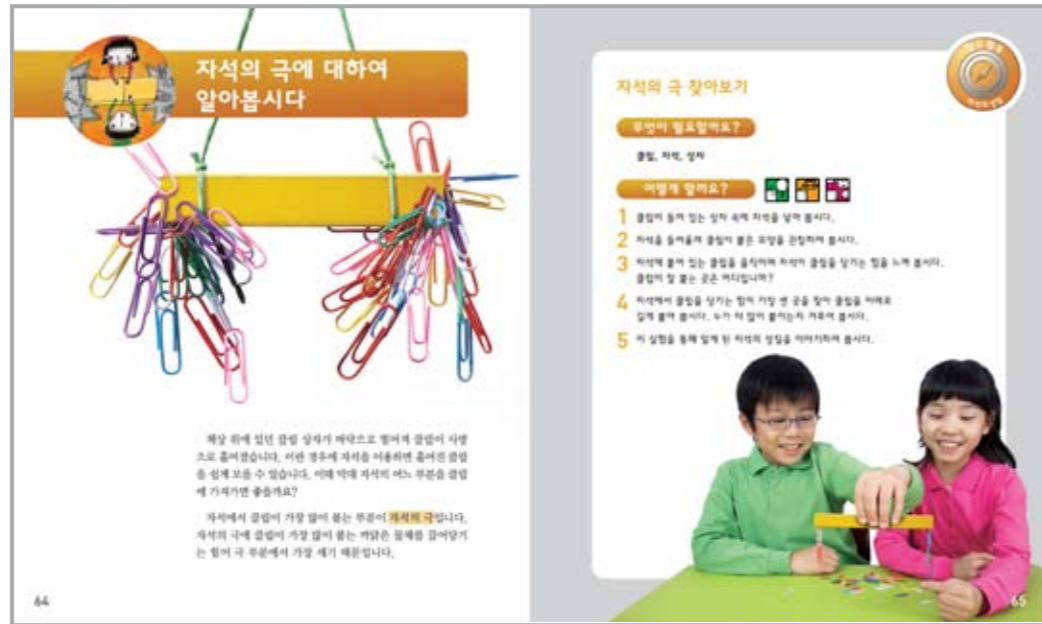 자석의 극에 대하여
알아봅시다
책상 위에 있던 클립 상자가 바닥으로 떨어져 클립이 사방
으로 흩어졌습니다. 이런 경우에 자석을 이용하면 흩어진 클립
을 쉽게 모을 수 있습니다. 이때 막대 자석의 어느 부분을 클립
에 가져가면 좋을까요?
자석에서 클립이 가장 많이 붙는 부분이 자석의 극입니다.
자석의 극에 클립이 가장 많이 붙는 까닭은 물체를 끌어당기
는 힘이 극 부분에서 가장 세기 때문입니다.
64
자석의 극 찾아보기
무엇이 필요할까요?
클립, 자석, 상자
어떻게 할까요?
1 클립이 들어 있는 상자 속에 자석을 넣어 봅시다.
2 자석을 들어올려 클립이 붙은 모양을 관찰하여 봅시다.
3 자석에 붙어 있는 클립을 움직이며 자석이 클립을 당기는 힘을 느껴 봅시다.
클립이 잘 붙는 곳은 어디입니까?
4 자석에서 클립을 당기는 힘이 가장 센 곳을 찾아 클립을 아래로
길게 붙여 봅시다. 누가 더 많이 붙이는지 겨루어 봅시다.
5 이 실험을 통해 알게 된 자석의 성질을 이야기하여 봅시다.
65